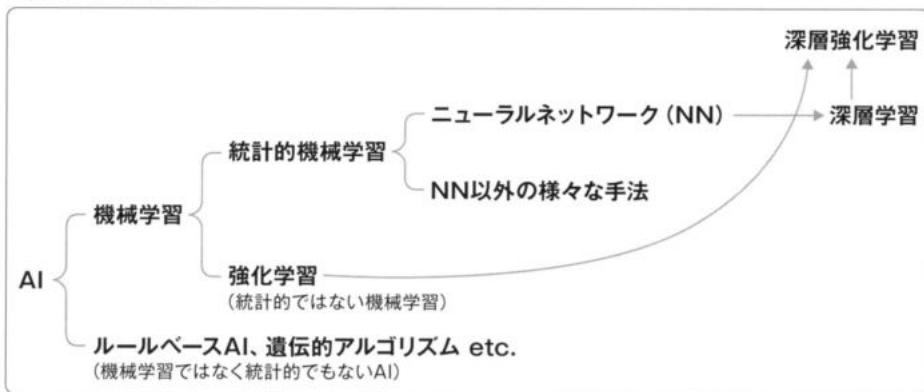 深層強化学習
ニューラルネットワーク（NN）
深層学習
統計的機械学習
NN以外の様々な手法
機械学習
強化学習
（統計的ではない機械学習）
AI
ルールベースAI、遺伝的アルゴリズム etc.
（機械学習ではなく統計的でもないAI）